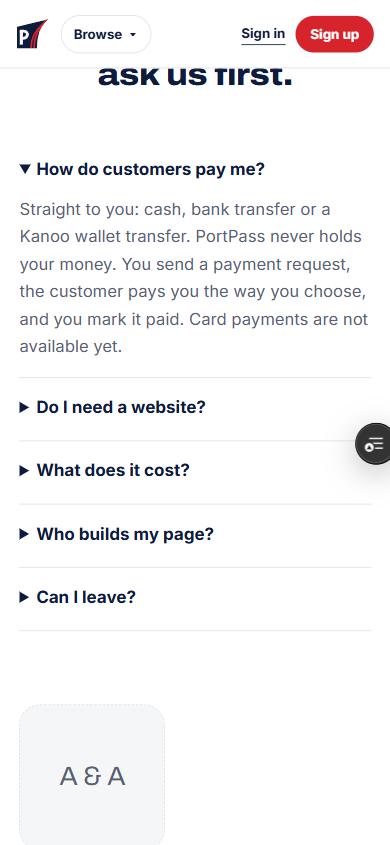 P
Browse
Sign in
Sign up
ask us first.
How do customers pay me?
Straight to you: cash, bank transfer or a
Kanoo wallet transfer. PortPass never holds
your money. You send a payment request,
the customer pays you the way you choose,
and you mark it paid. Card payments are not
available yet.
Do I need a website?
What does it cost?
Who builds my page?
Can I leave?
A & A